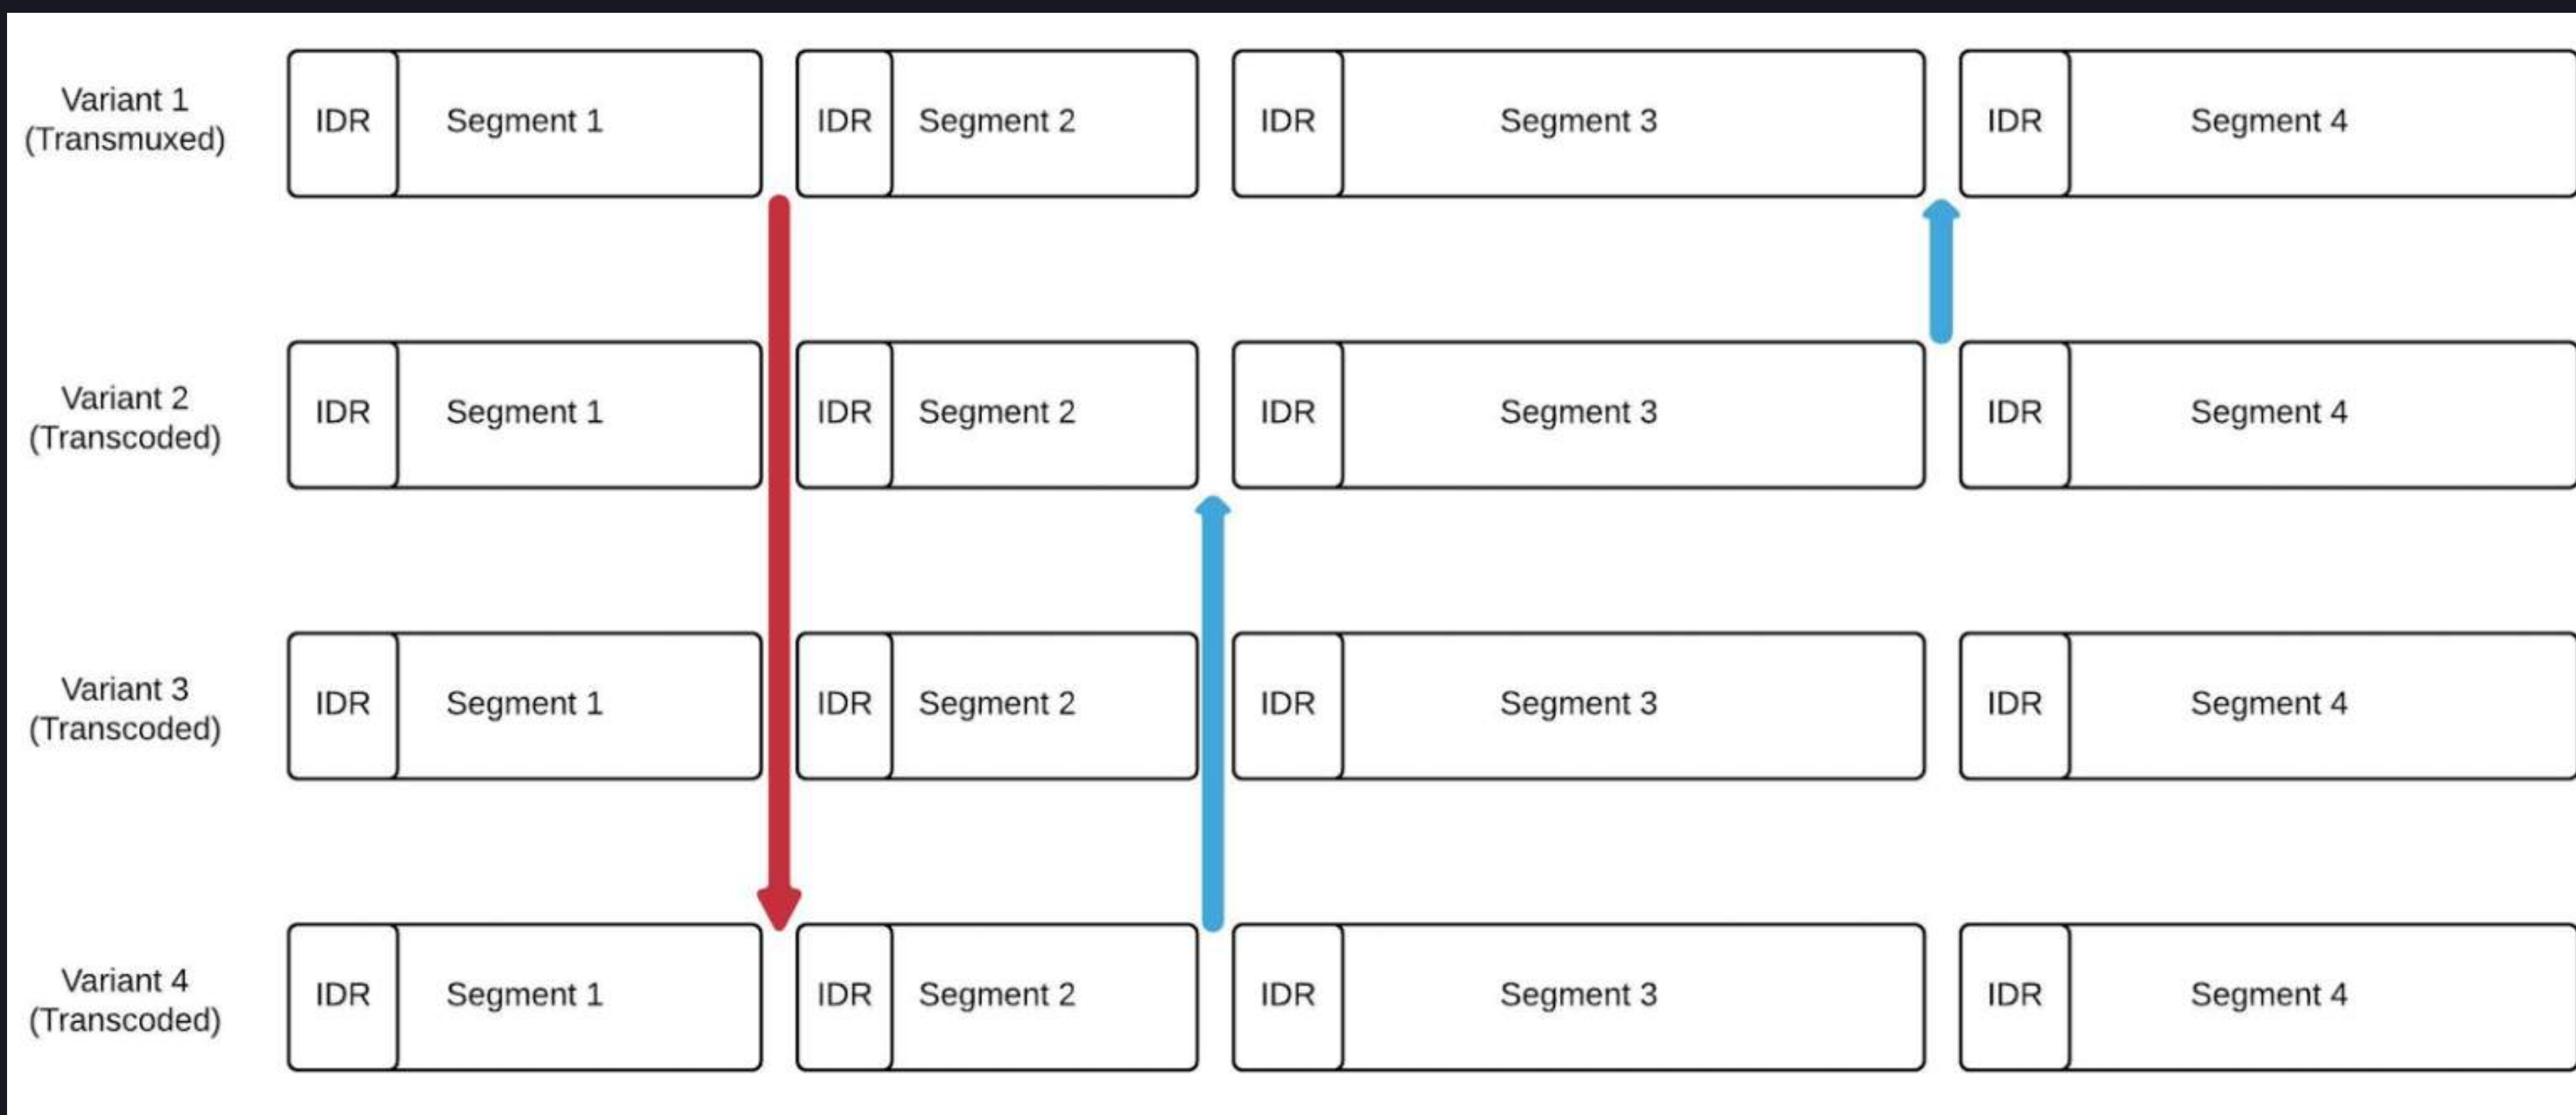 Variant 1
(Transmuxed)
IDR Segment 1 IDR Segment 2 IDR Segment 3 IDR Segment 4
Variant 2
(Transcoded)
IDR Segment 1 IDR Segment 2 IDR Segment 3 IDR Segment 4
Variant 3
(Transcoded)
IDR Segment 1 IDR Segment 2 IDR Segment 3 IDR Segment 4
Variant 4
(Transcoded)
IDR Segment 1 IDR Segment 2 IDR Segment 3 IDR Segment 4